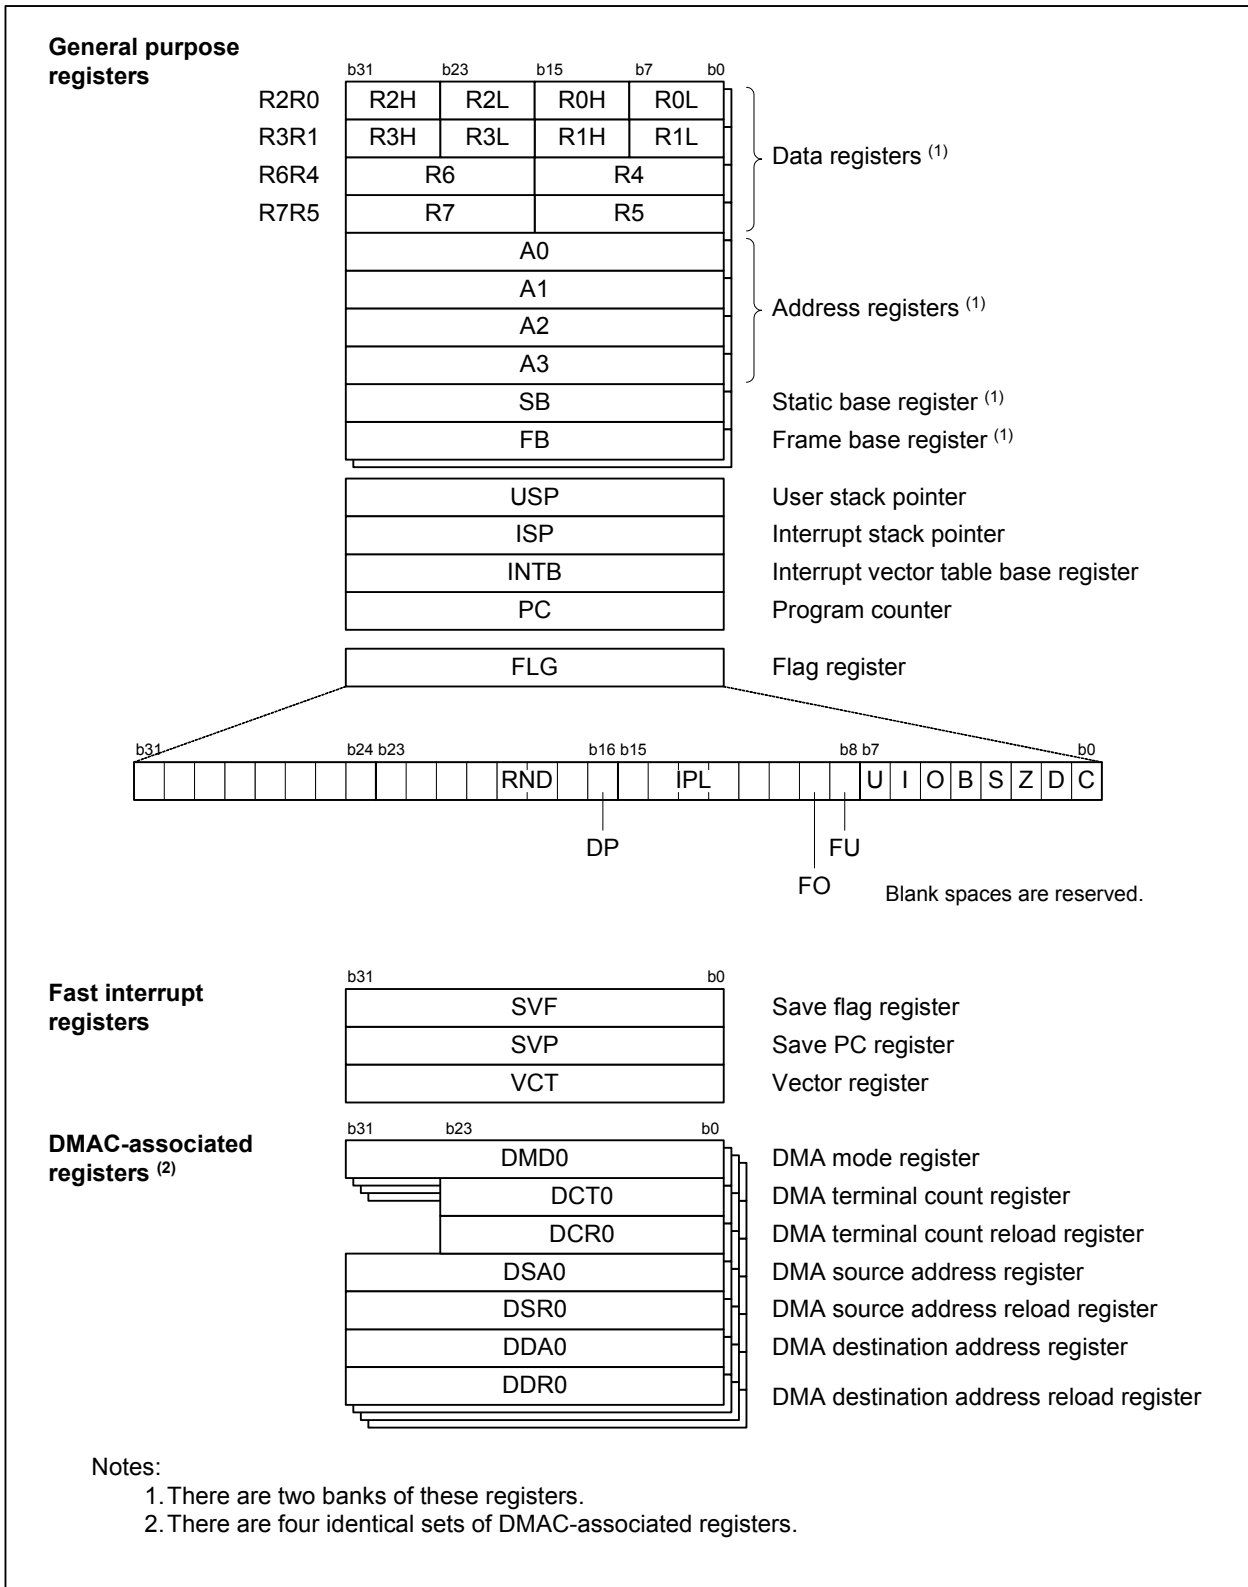 General purpose
registers
b31 b23 b15 b7 b0
R2R0 R2H R2L R0H R0L
R3R1 R3H R3L R1H R1L
Data registers (1)
R6R4 R6 R4
R7R5 R7 R5
A0
A1
Address registers (1)
A2
A3
SB Static base register (1)
FB Frame base register (1)
USP User stack pointer
ISP Interrupt stack pointer
INTB Interrupt vector table base register
PC Program counter
FLG Flag register
b31 b24 b23 b16 b15 b8 b7 b0
RND IPL U I O B S Z D C
DP FU
FO
Blank spaces are reserved.
Fast interrupt
registers
b31 b0
SVF Save flag register
SVP Save PC register
VCT Vector register
DMAC-associated
registers (2)
b31 b23 b0
DMD0 DMA mode register
DCT0 DMA terminal count register
DCR0 DMA terminal count reload register
DSA0 DMA source address register
DSR0 DMA source address reload register
DDA0 DMA destination address register
DDR0 DMA destination address reload register
Notes:
1. There are two banks of these registers.
2. There are four identical sets of DMAC-associated registers.